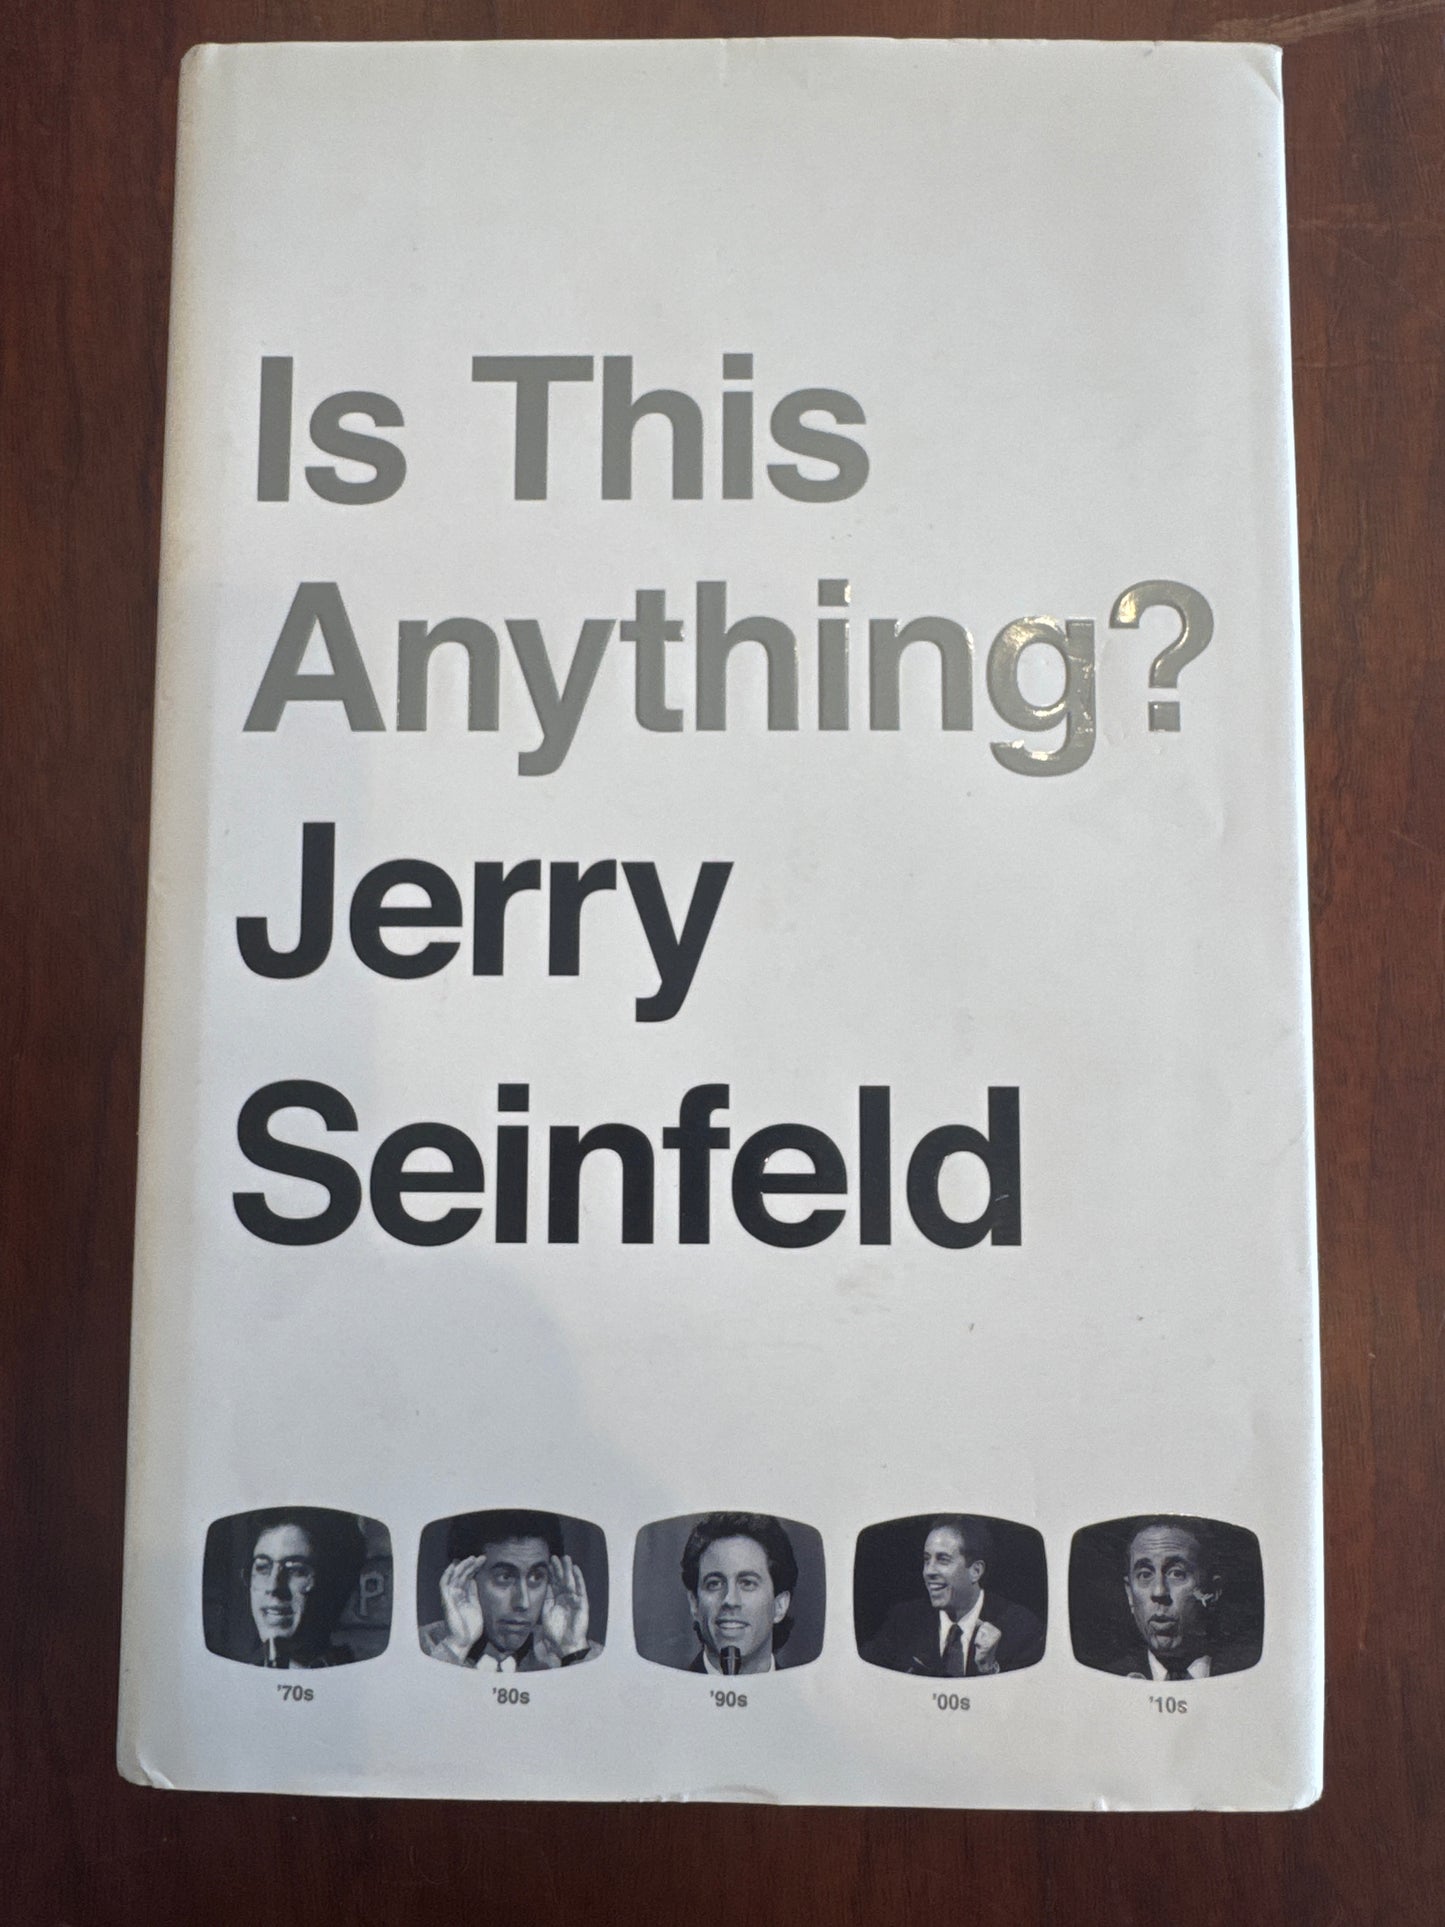 Is This
Anything?
Jerry
Seinfeld
P
'70s
'80s
'90s
'00s
'10s